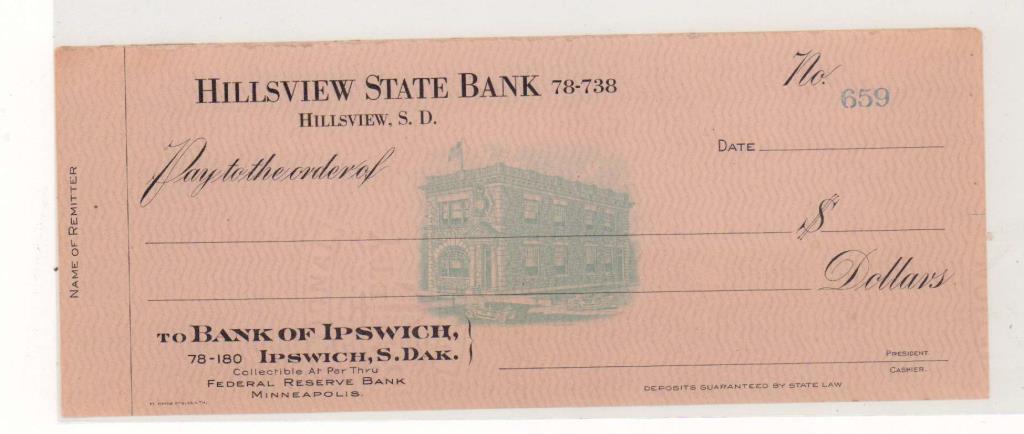 HILLSVIEW STATE BANK 78-738
HILLSVIEW, S. D.
No. 659
DATE
Pay to the order of
$
Dollars
NAME OF REMITTER
TO BANK OF IPSWICH,
78-180 IPSWICH, S. DAK.
Collectible At Par Thru
FEDERAL RESERVE BANK
MINNEAPOLIS.
PRESIDENT
CASHIER.
DEPOSITS GUARANTEED BY STATE LAW